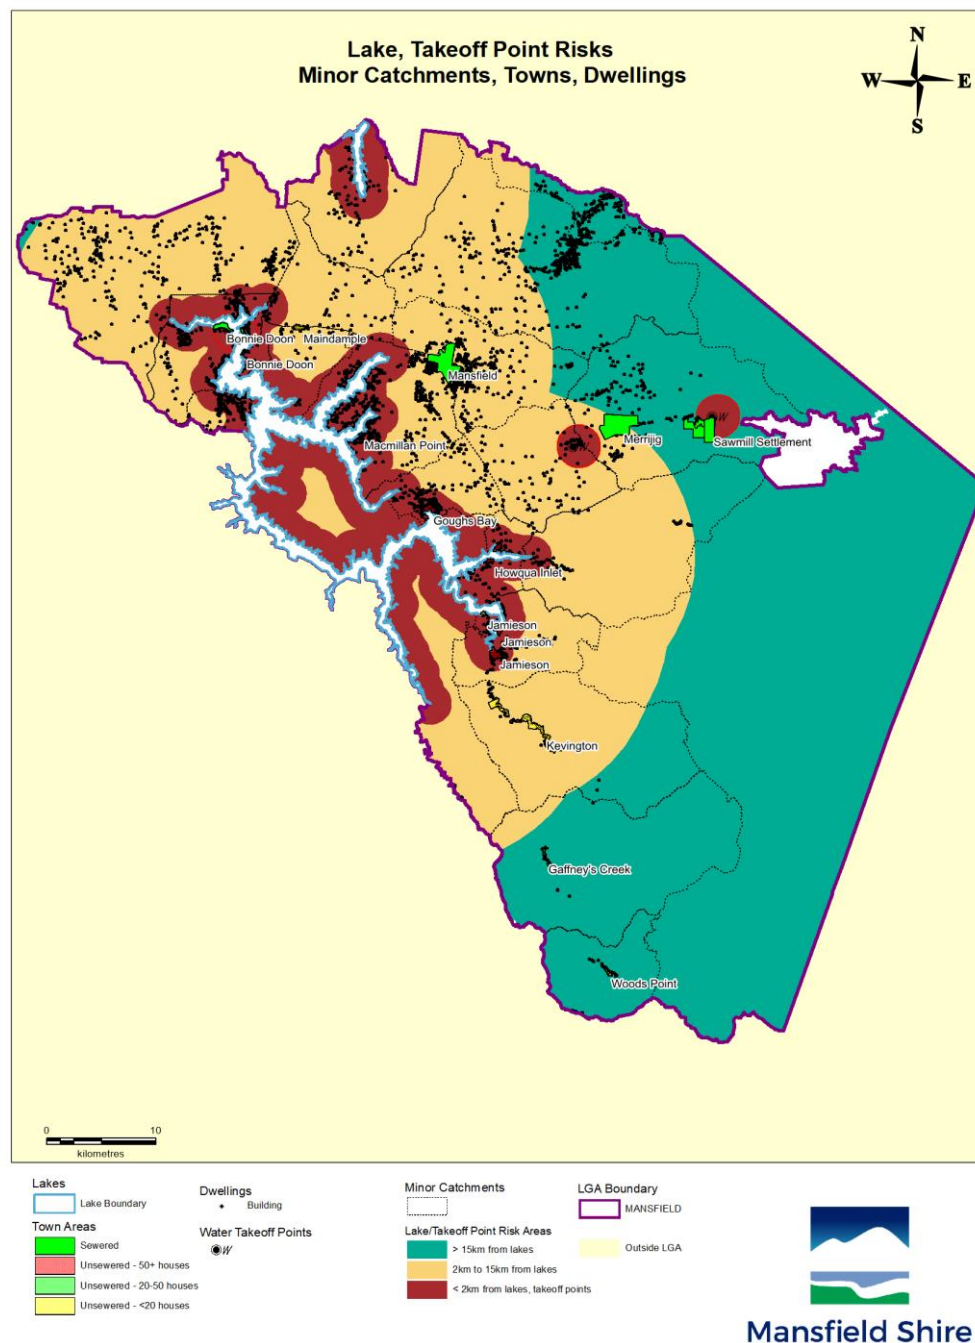 Lake, Takeoff Point Risks
Minor Catchments, Towns, Dwellings
N
W
E
S
Bonnie Doon
Maindample
Bonnie Doon
Mansfield
Merrijig
Sawmill Settlement
W
W
Macmillan Point
Goughs Bay
Howqua Inlet
Jamieson
Jamieson
Jamieson
Kevington
Gaffney's Creek
Woods Point
0
10
kilometres
Lakes
Lake Boundary
Town Areas
Sewered
Unsewered - 50+ houses
Unsewered - 20-50 houses
Unsewered - <20 houses
Dwellings
Building
Water Takeoff Points
W
Minor Catchments
Lake/Takeoff Point Risk Areas
> 15km from lakes
2km to 15km from lakes
< 2km from lakes, takeoff points
LGA Boundary
MANSFIELD
Outside LGA
Mansfield Shire